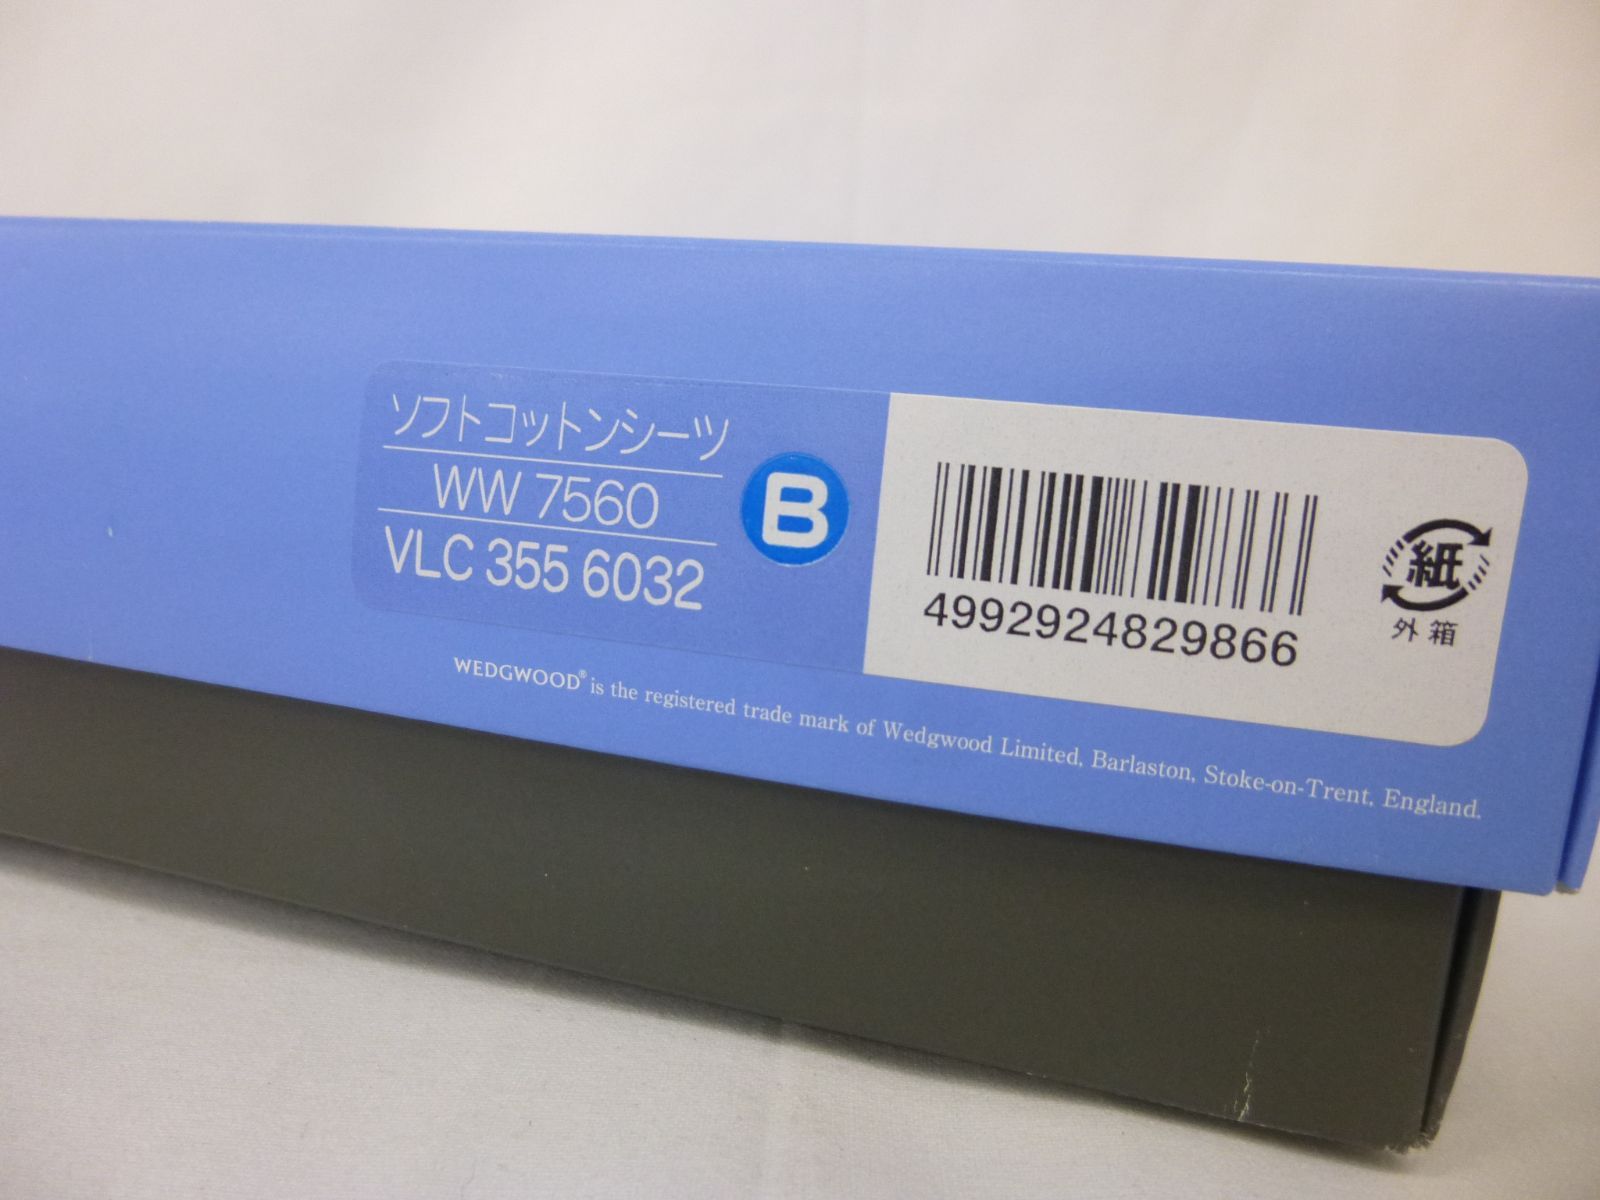 ソフトコットンシーツ
WW 7560
VLC 355 6032
B
4992924829866
紙
外箱
WEDGWOOD® is the registered trade mark of Wedgwood Limited, Barlaston, Stoke-on-Trent, England.